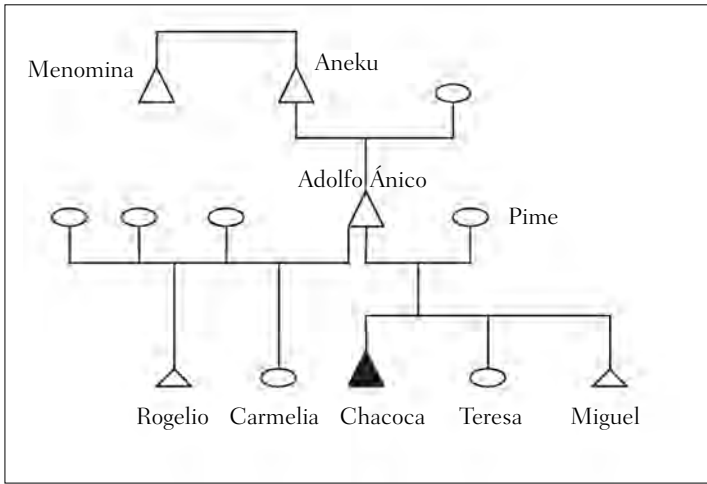 Menomina
Aneku
Adolfo Ánico
Pime
Rogelio
Carmelia
Chacoca
Teresa
Miguel